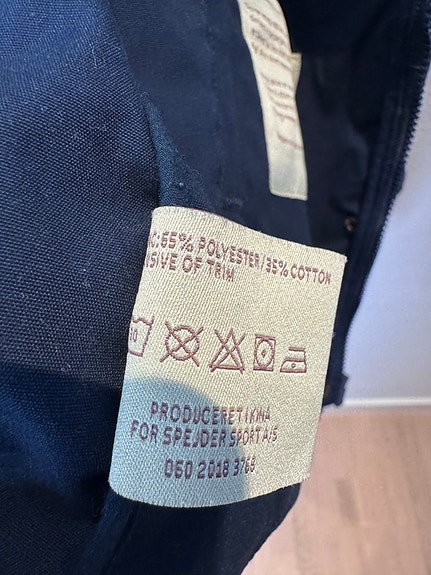 C:65% POLYESTER/35% COTTON
SIVE OF TRIM
PRODUCERET I KINA
FOR SPEJDER SPORT A/S
060 2018 3769